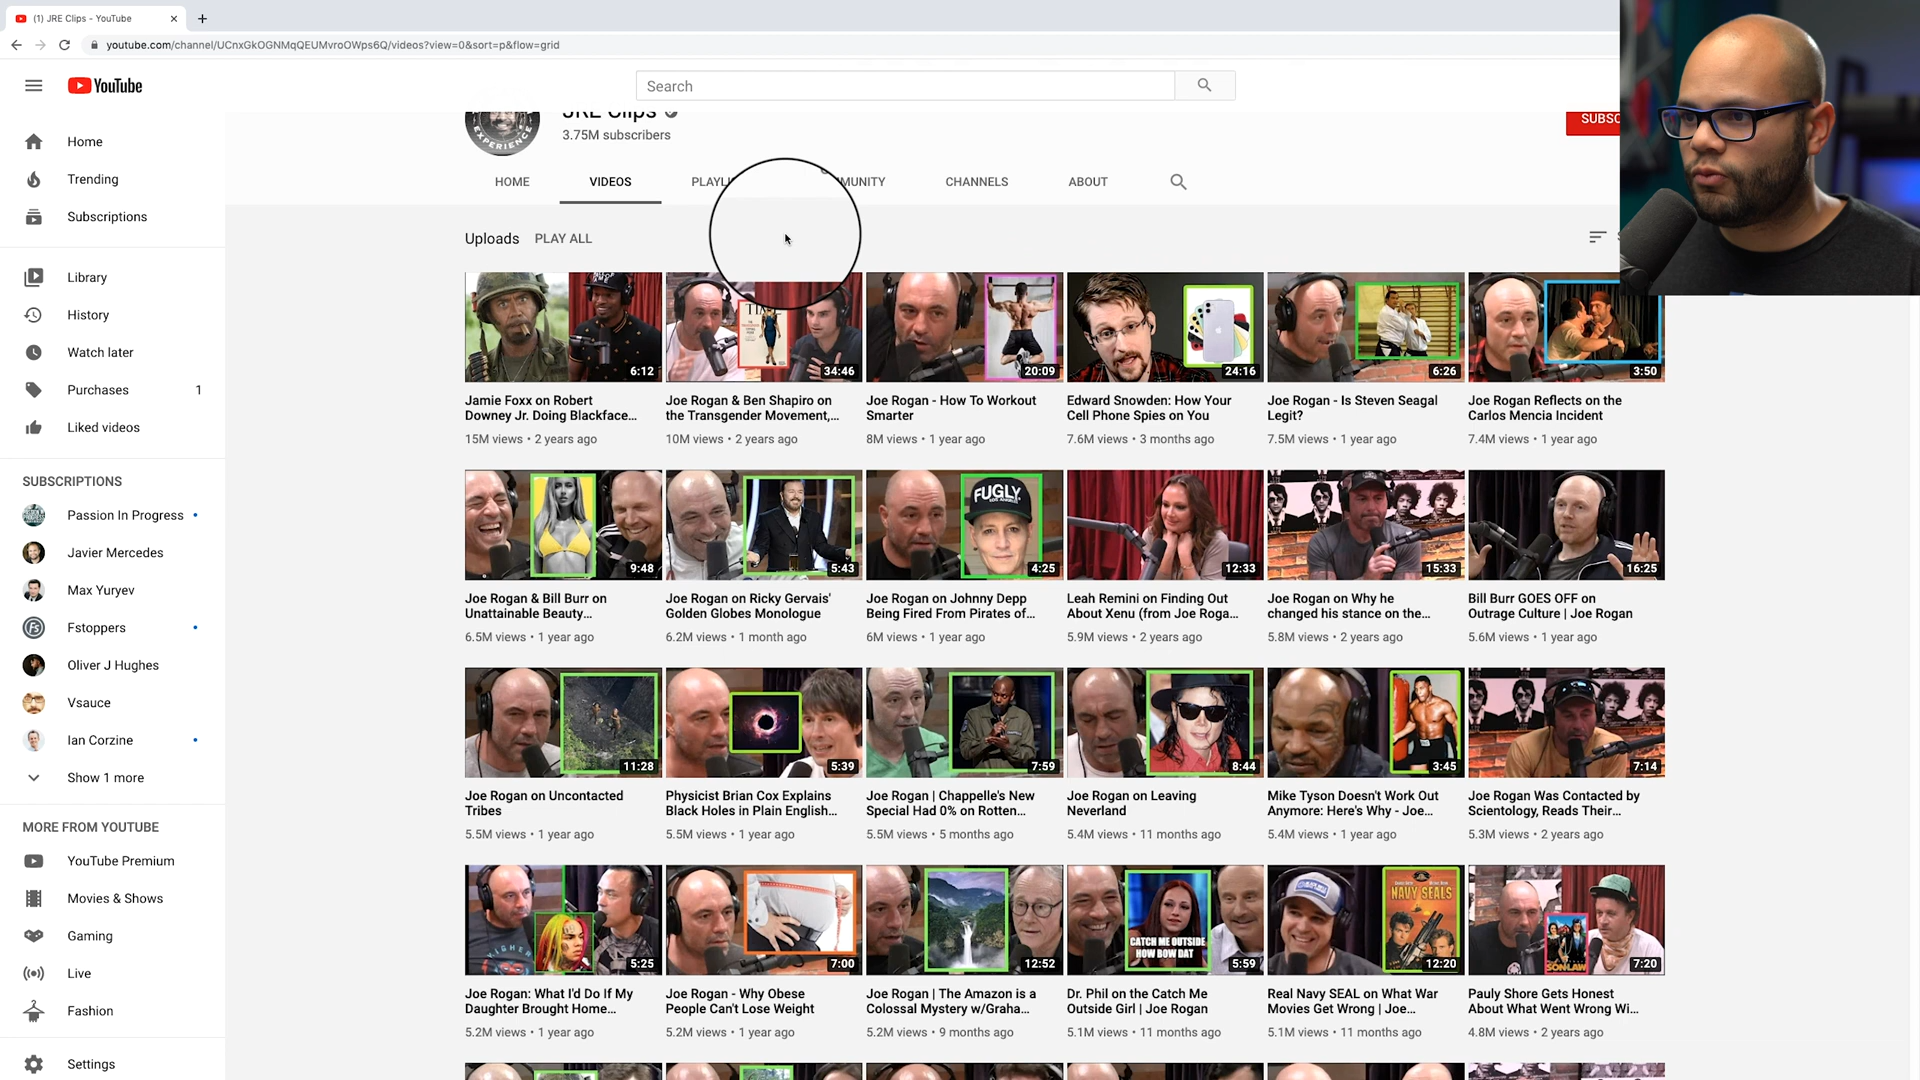 (1) JRE Clips - YouTube
youtube.com/channel/UCnxGkOGNMqQEUMvroOWps6Q/videos?view=0&sort=p&flow=grid
YouTube
Search
JRE Clips
3.75M subscribers
EXPERIENCE
SUBSC
HOME
VIDEOS
PLAYL
MUNITY
CHANNELS
ABOUT
Home
Trending
Subscriptions
Library
History
Watch later
Purchases 1
Liked videos
SUBSCRIPTIONS
Passion In Progress
Javier Mercedes
Max Yuryev
Fstoppers
Oliver J Hughes
Vsauce
Ian Corzine
Show 1 more
MORE FROM YOUTUBE
YouTube Premium
Movies & Shows
Gaming
Live
Fashion
Settings
Uploads PLAY ALL
6:12
Jamie Foxx on Robert
Downey Jr. Doing Blackface...
15M views • 2 years ago
34:46
Joe Rogan & Ben Shapiro on
the Transgender Movement,...
10M views • 2 years ago
20:09
Joe Rogan - How To Workout
Smarter
8M views • 1 year ago
24:16
Edward Snowden: How Your
Cell Phone Spies on You
7.6M views • 3 months ago
6:26
Joe Rogan - Is Steven Seagal
Legit?
7.5M views • 1 year ago
3:50
Joe Rogan Reflects on the
Carlos Mencia Incident
7.4M views • 1 year ago
9:48
Joe Rogan & Bill Burr on
Unattainable Beauty...
6.5M views • 1 year ago
5:43
Joe Rogan on Ricky Gervais'
Golden Globes Monologue
6.2M views • 1 month ago
FUGLY
4:25
Joe Rogan on Johnny Depp
Being Fired From Pirates of...
6M views • 1 year ago
12:33
Leah Remini on Finding Out
About Xenu (from Joe Roga...
5.9M views • 2 years ago
15:33
Joe Rogan on Why he
changed his stance on the...
5.8M views • 2 years ago
16:25
Bill Burr GOES OFF on
Outrage Culture | Joe Rogan
5.6M views • 1 year ago
11:28
Joe Rogan on Uncontacted
Tribes
5.5M views • 1 year ago
5:39
Physicist Brian Cox Explains
Black Holes in Plain English...
5.5M views • 1 year ago
7:59
Joe Rogan | Chappelle's New
Special Had 0% on Rotten...
5.5M views • 5 months ago
8:44
Joe Rogan on Leaving
Neverland
5.4M views • 11 months ago
3:45
Mike Tyson Doesn't Work Out
Anymore: Here's Why - Joe...
5.4M views • 1 year ago
7:14
Joe Rogan Was Contacted by
Scientology, Reads Their...
5.3M views • 2 years ago
5:25
Joe Rogan: What I'd Do If My
Daughter Brought Home...
5.2M views • 1 year ago
7:00
Joe Rogan - Why Obese
People Can't Lose Weight
5.2M views • 1 year ago
12:52
Joe Rogan | The Amazon is a
Colossal Mystery w/Graha...
5.2M views • 9 months ago
CATCH ME OUTSIDE
HOW BOW DAT
5:59
Dr. Phil on the Catch Me
Outside Girl | Joe Rogan
5.1M views • 11 months ago
NAVY SEALS
12:20
Real Navy SEAL on What War
Movies Get Wrong | Joe...
5.1M views • 11 months ago
SON IN LAW
7:20
Pauly Shore Gets Honest
About What Went Wrong Wi...
4.8M views • 2 years ago